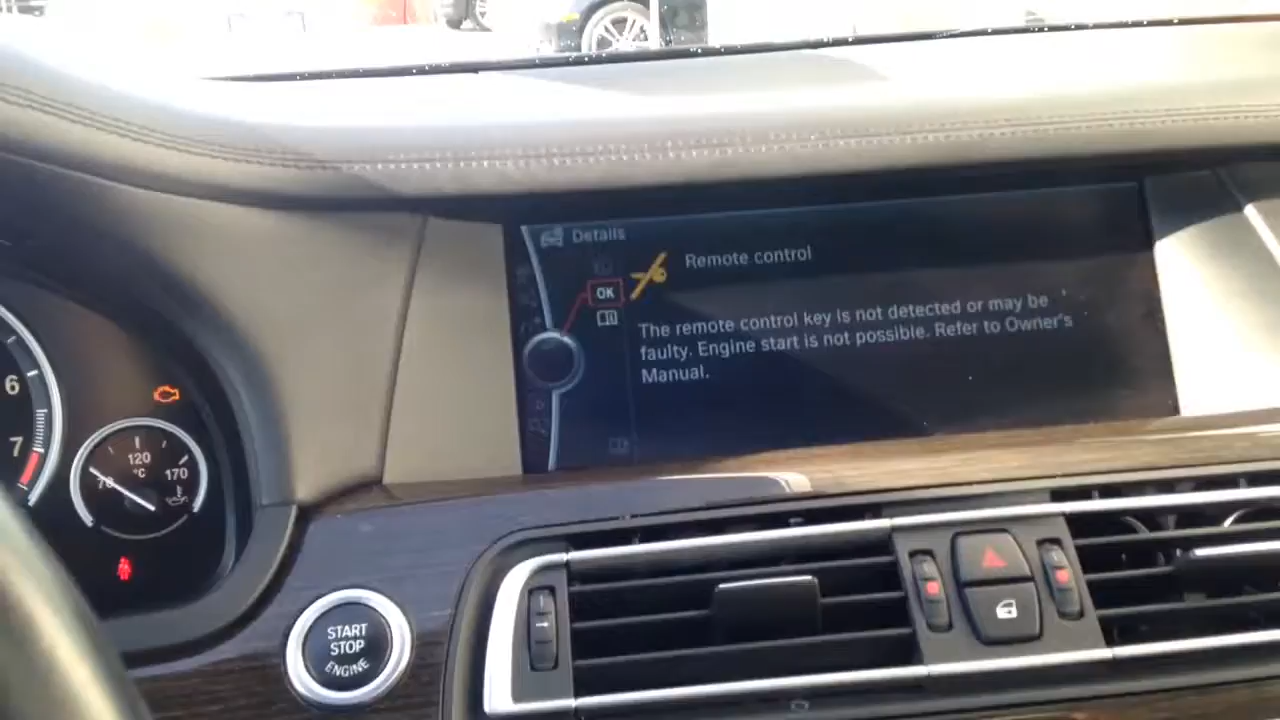 Details
Remote control
OK
The remote control key is not detected or may be
faulty. Engine start is not possible. Refer to Owner's
Manual.
6
7
120
°C
70
170
START
STOP
ENGINE